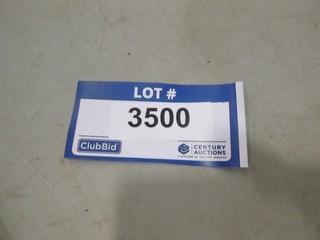 LOT #
3500
ClubBid
CENTURY
AUCTIONS